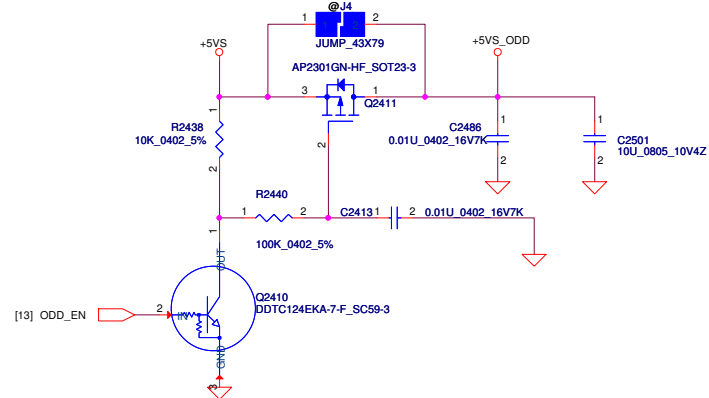 @J4
1 2
JUMP_43X79
+5VS
+5VS_ODD
AP2301GN-HF_SOT23-3
3 1
Q2411
2
1
R2438
10K_0402_5%
2
1
C2486
0.01U_0402_16V7K
2
1
C2501
10U_0805_10V4Z
2
R2440
1 2
100K_0402_5%
C2413 1 2 0.01U_0402_16V7K
1
OUT
Q2410
DDTC124EKA-7-F_SC59-3
[13] ODD_EN
2
IN
GND
3